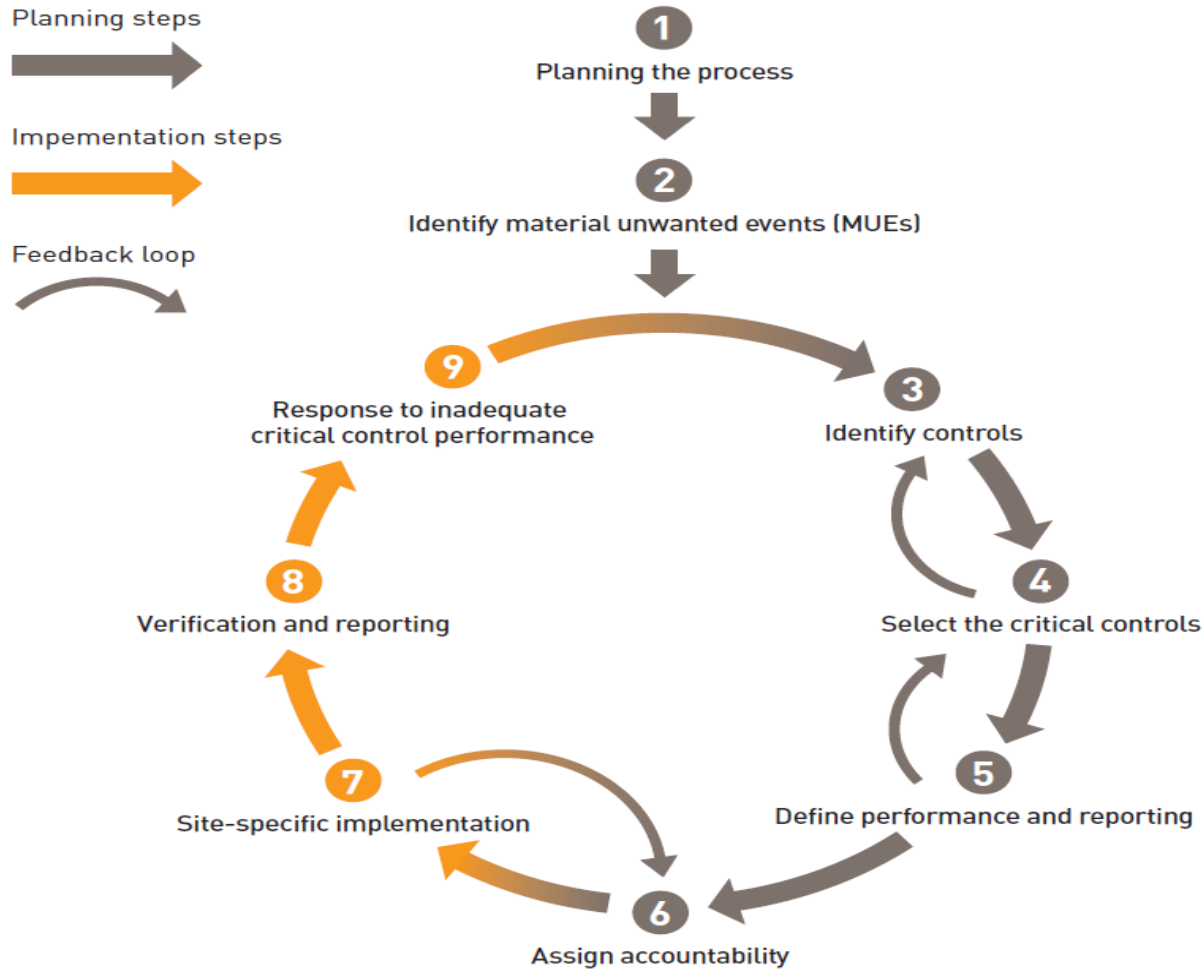 Planning steps
Impementation steps
Feedback loop
1
Planning the process
2
Identify material unwanted events (MUEs)
3
Identify controls
4
Select the critical controls
5
Define performance and reporting
6
Assign accountability
7
Site-specific implementation
8
Verification and reporting
9
Response to inadequate
critical control performance